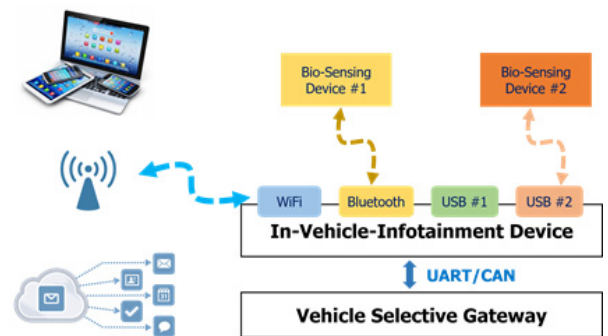 Bio-Sensing
Device #1
Bio-Sensing
Device #2
WiFi
Bluetooth
USB #1
USB #2
In-Vehicle-Infotainment Device
UART/CAN
Vehicle Selective Gateway
31